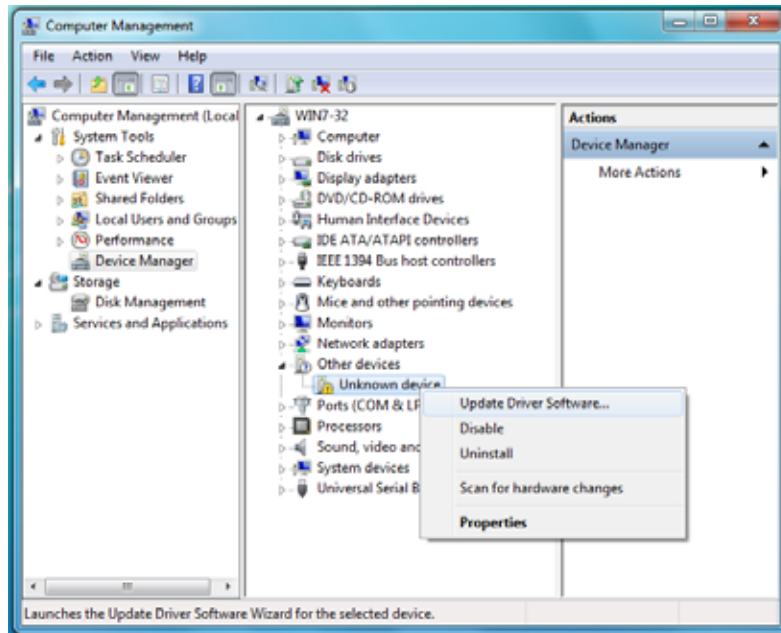 Computer Management
File Action View Help
Computer Management (Local
System Tools
Task Scheduler
Event Viewer
Shared Folders
Local Users and Groups
Performance
Device Manager
Storage
Disk Management
Services and Applications
WIN7-32
Computer
Disk drives
Display adapters
DVD/CD-ROM drives
Human Interface Devices
IDE ATA/ATAPI controllers
IEEE 1394 Bus host controllers
Keyboards
Mice and other pointing devices
Monitors
Network adapters
Other devices
Unknown device
Ports (COM & LP
Processors
Sound, video and
System devices
Universal Serial B
Update Driver Software...
Disable
Uninstall
Scan for hardware changes
Properties
Actions
Device Manager
More Actions
Launches the Update Driver Software Wizard for the selected device.